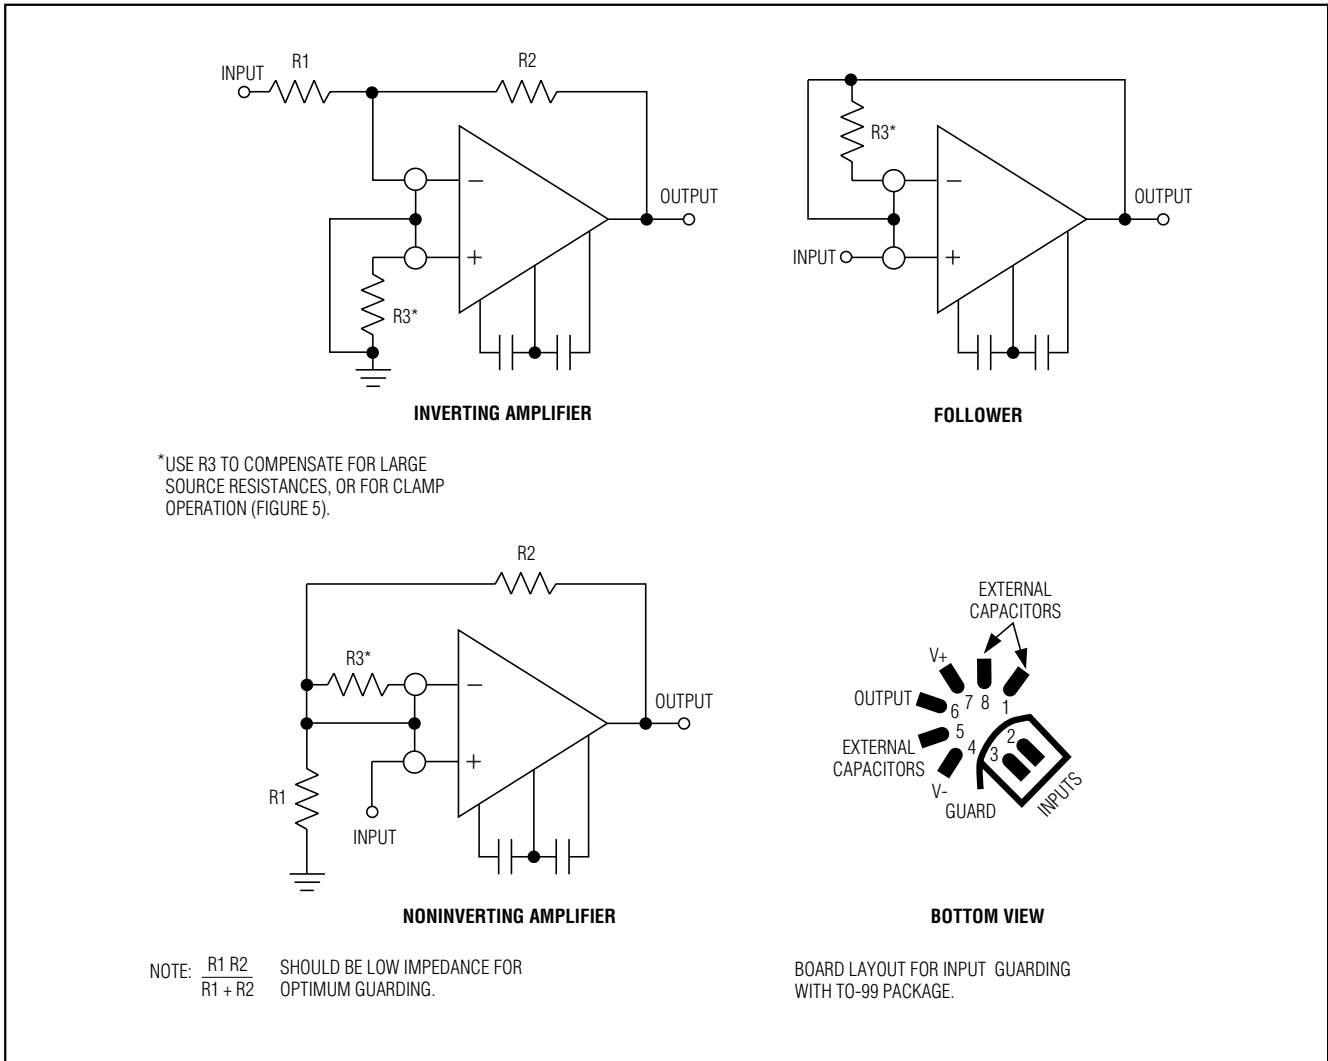 INPUT
R1
R2
−
+
R3*
OUTPUT
INVERTING AMPLIFIER
R3*
−
INPUT
+
OUTPUT
FOLLOWER
*USE R3 TO COMPENSATE FOR LARGE
SOURCE RESISTANCES, OR FOR CLAMP
OPERATION (FIGURE 5).
R2
R3*
−
+
OUTPUT
R1
INPUT
NONINVERTING AMPLIFIER
NOTE: R1 R2
R1 + R2
SHOULD BE LOW IMPEDANCE FOR
OPTIMUM GUARDING.
EXTERNAL
CAPACITORS
V+
OUTPUT
7 8 1
6
5
4
3
2
EXTERNAL
CAPACITORS
V-
GUARD
INPUTS
BOTTOM VIEW
BOARD LAYOUT FOR INPUT GUARDING
WITH TO-99 PACKAGE.